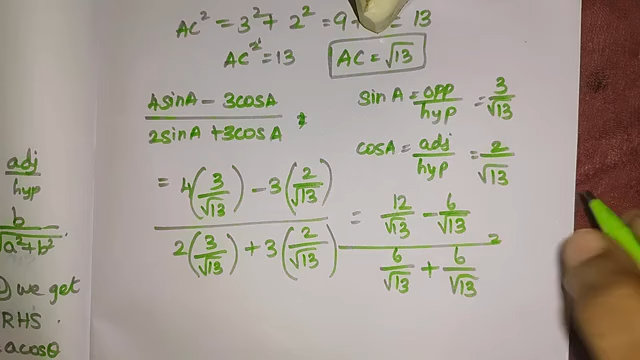 AC² = 3² + 2² = 9+ = 13
AC² = 13 AC = √13
4sinA - 3cosA / 2sinA + 3cosA
sin A = opp/hyp = 3/√13
cosA = adj/hyp = 2/√13
= 4(3/√13) - 3(2/√13) / 2(3/√13) + 3(2/√13) = 12/√13 - 6/√13 / 6/√13 + 6/√13 =
adj/hyp
b/√a²+b²
) we get
RHS .
acosθ